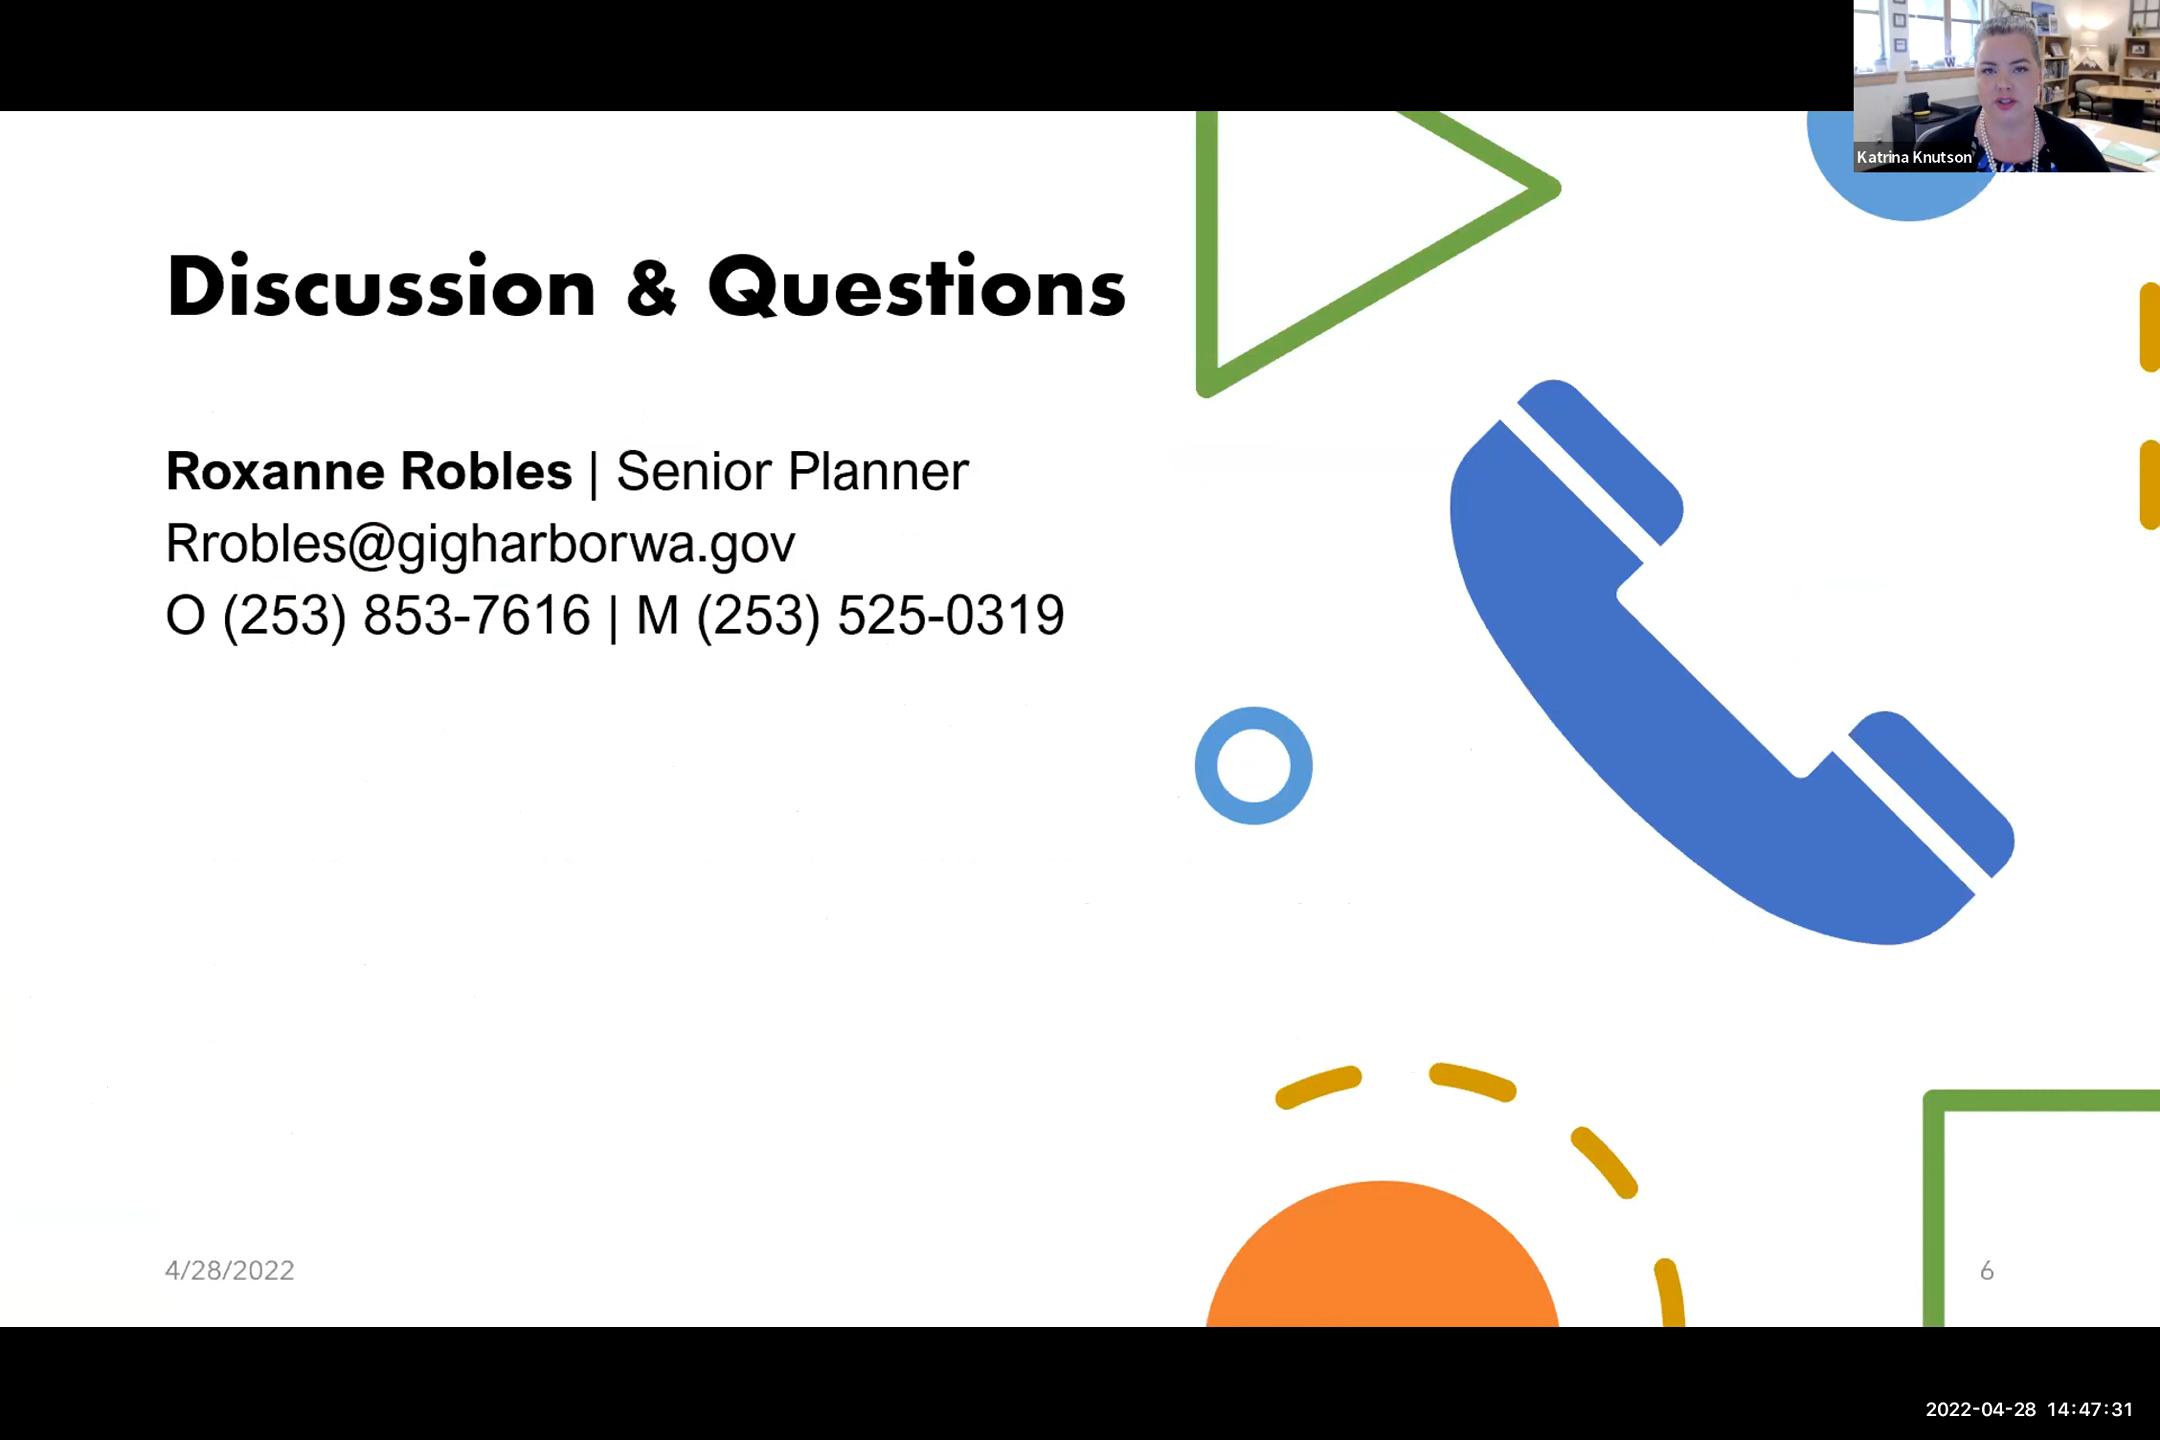 Katrina Knutson
Discussion & Questions
Roxanne Robles | Senior Planner
Rrobles@gigharborwa.gov
O (253) 853-7616 | M (253) 525-0319
4/28/2022
6
2022-04-28 14:47:31